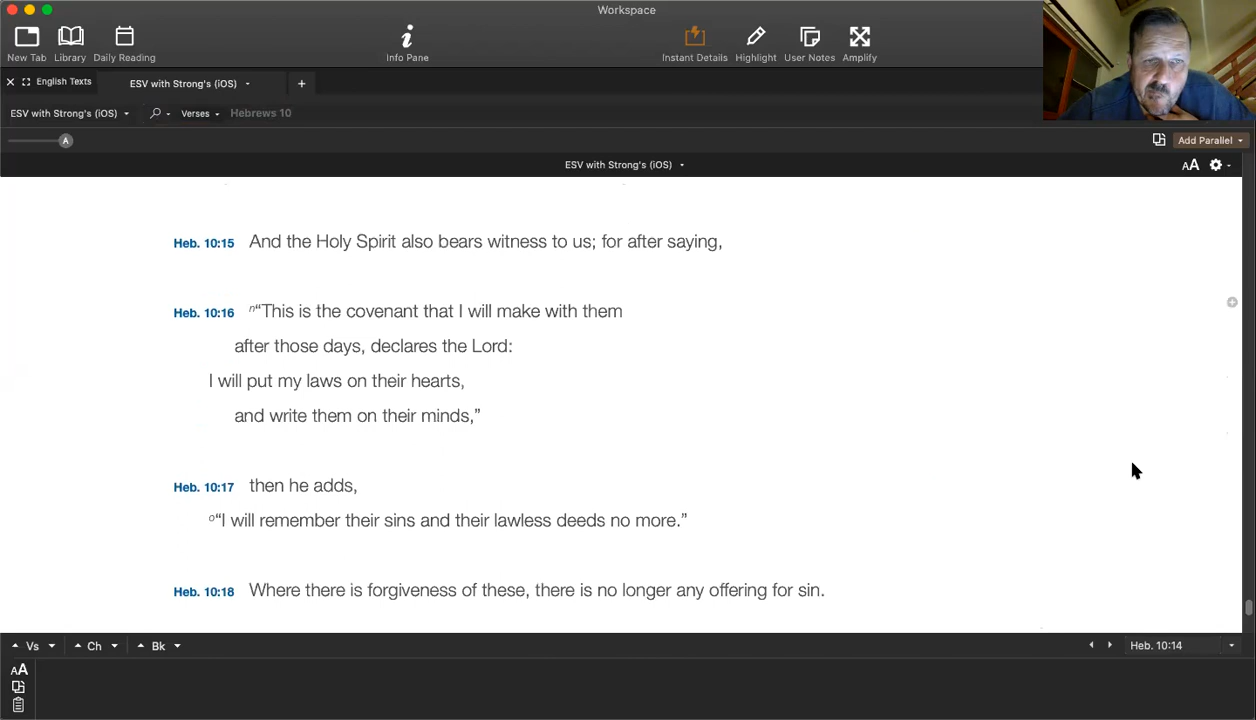 Workspace
New Tab Library Daily Reading Info Pane Instant Details Highlight User Notes Amplify
English Texts ESV with Strong's (iOS) +
ESV with Strong's (iOS) Verses Hebrews 10
A Add Parallel
ESV with Strong's (iOS) AA
Heb. 10:15 And the Holy Spirit also bears witness to us; for after saying,
Heb. 10:16 n“This is the covenant that I will make with them
after those days, declares the Lord:
I will put my laws on their hearts,
and write them on their minds,”
Heb. 10:17 then he adds,
o“I will remember their sins and their lawless deeds no more.”
Heb. 10:18 Where there is forgiveness of these, there is no longer any offering for sin.
Vs Ch Bk Heb. 10:14
AA